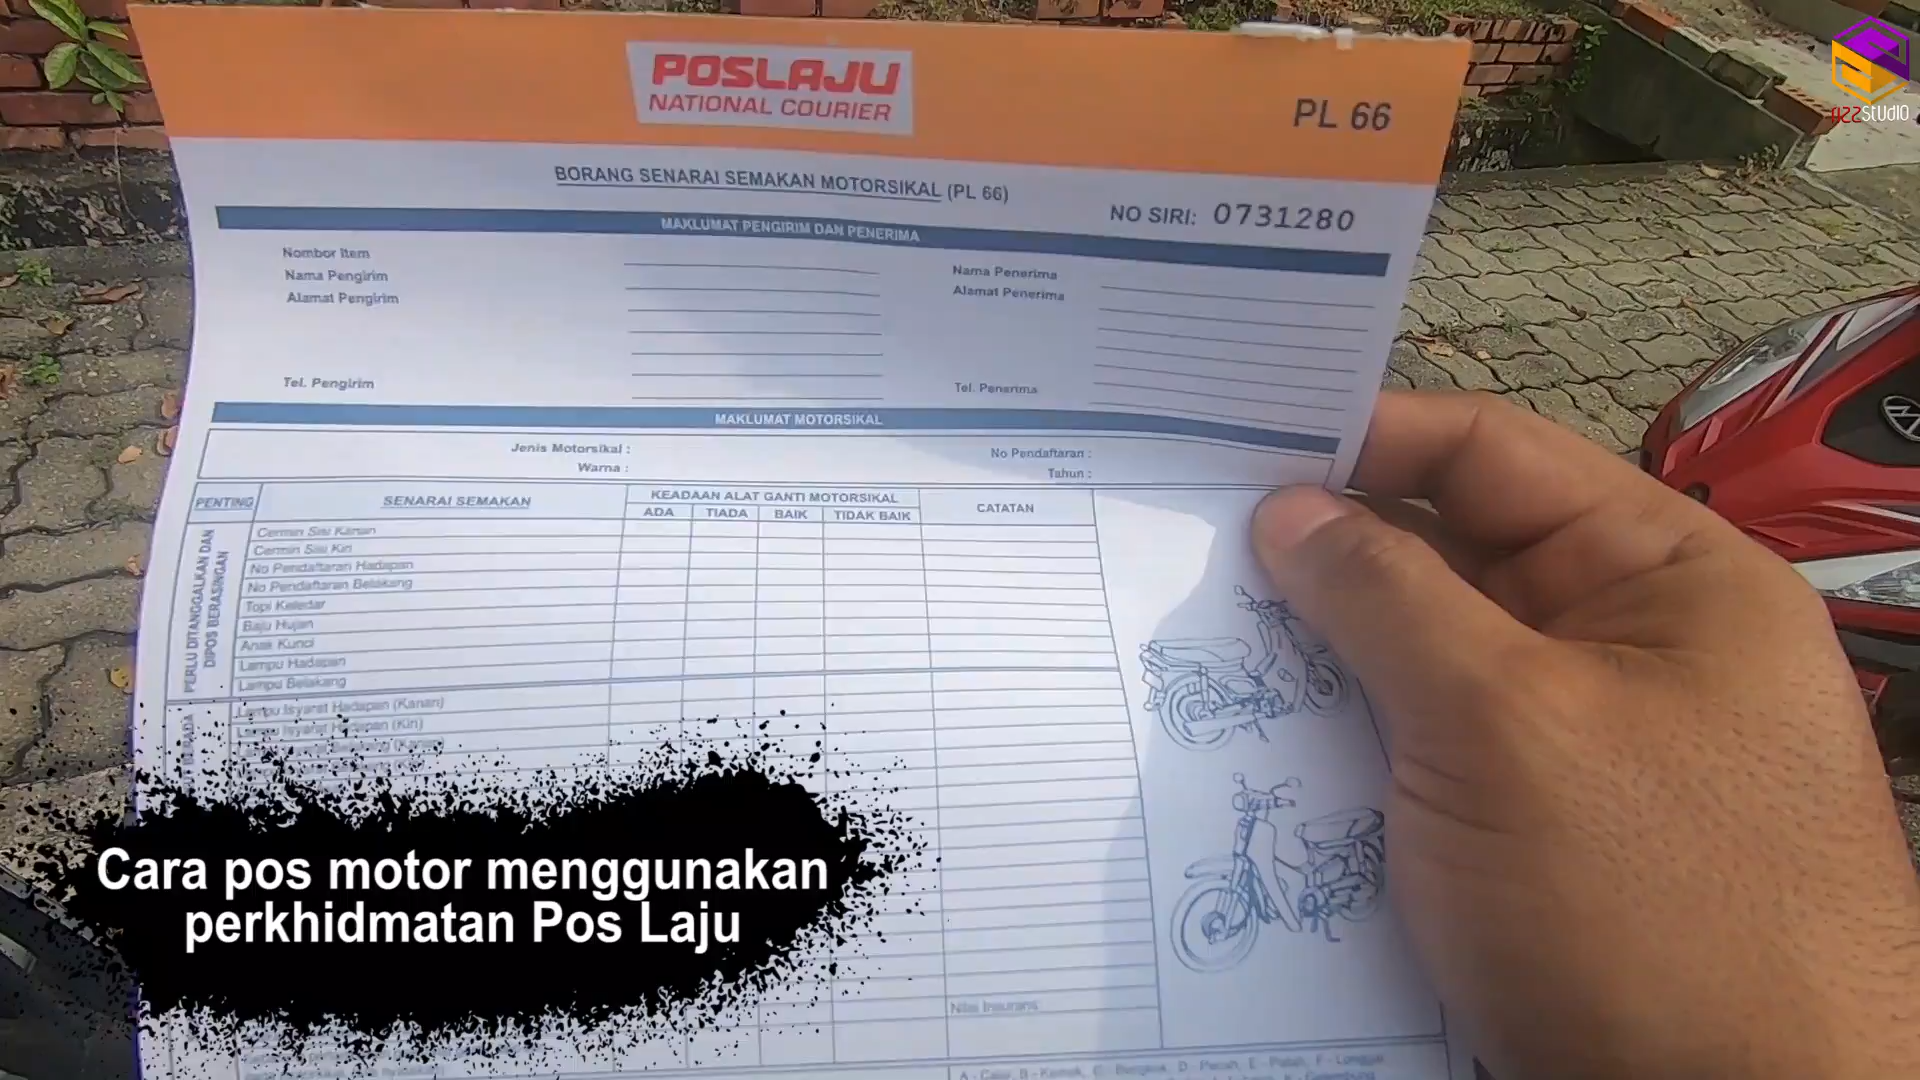 POSLAJU
NATIONAL COURIER
PL 66
AZZStUdIO
BORANG SENARAI SEMAKAN MOTORSIKAL (PL 66)
NO SIRI: 0731280
MAKLUMAT PENGIRIM DAN PENERIMA
Nombor Item
Nama Pengirim
Alamat Pengirim
Tel. Pengirim
Nama Penerima
Alamat Penerima
Tel. Penerima
MAKLUMAT MOTORSIKAL
Jenis Motorsikal :
Warna :
No Pendaftaran :
Tahun :
PENTING
SENARAI SEMAKAN
KEADAAN ALAT GANTI MOTORSIKAL
ADA TIADA BAIK TIDAK BAIK
CATATAN
PERLU DITANGGALKAN DAN
DIPOS BERASINGAN
Cermin Sisi Kanan
Cermin Sisi Kiri
No Pendaftaran Hadapan
No Pendaftaran Belakang
Topi Keledar
Baju Hujan
Anak Kunci
Lampu Hadapan
Lampu Belakang
Lampu Isyarat Hadapan (Kanan)
Lampu Isyarat Hadapan (Kiri)
Nilai Insurans
Cara pos motor menggunakan
perkhidmatan Pos Laju